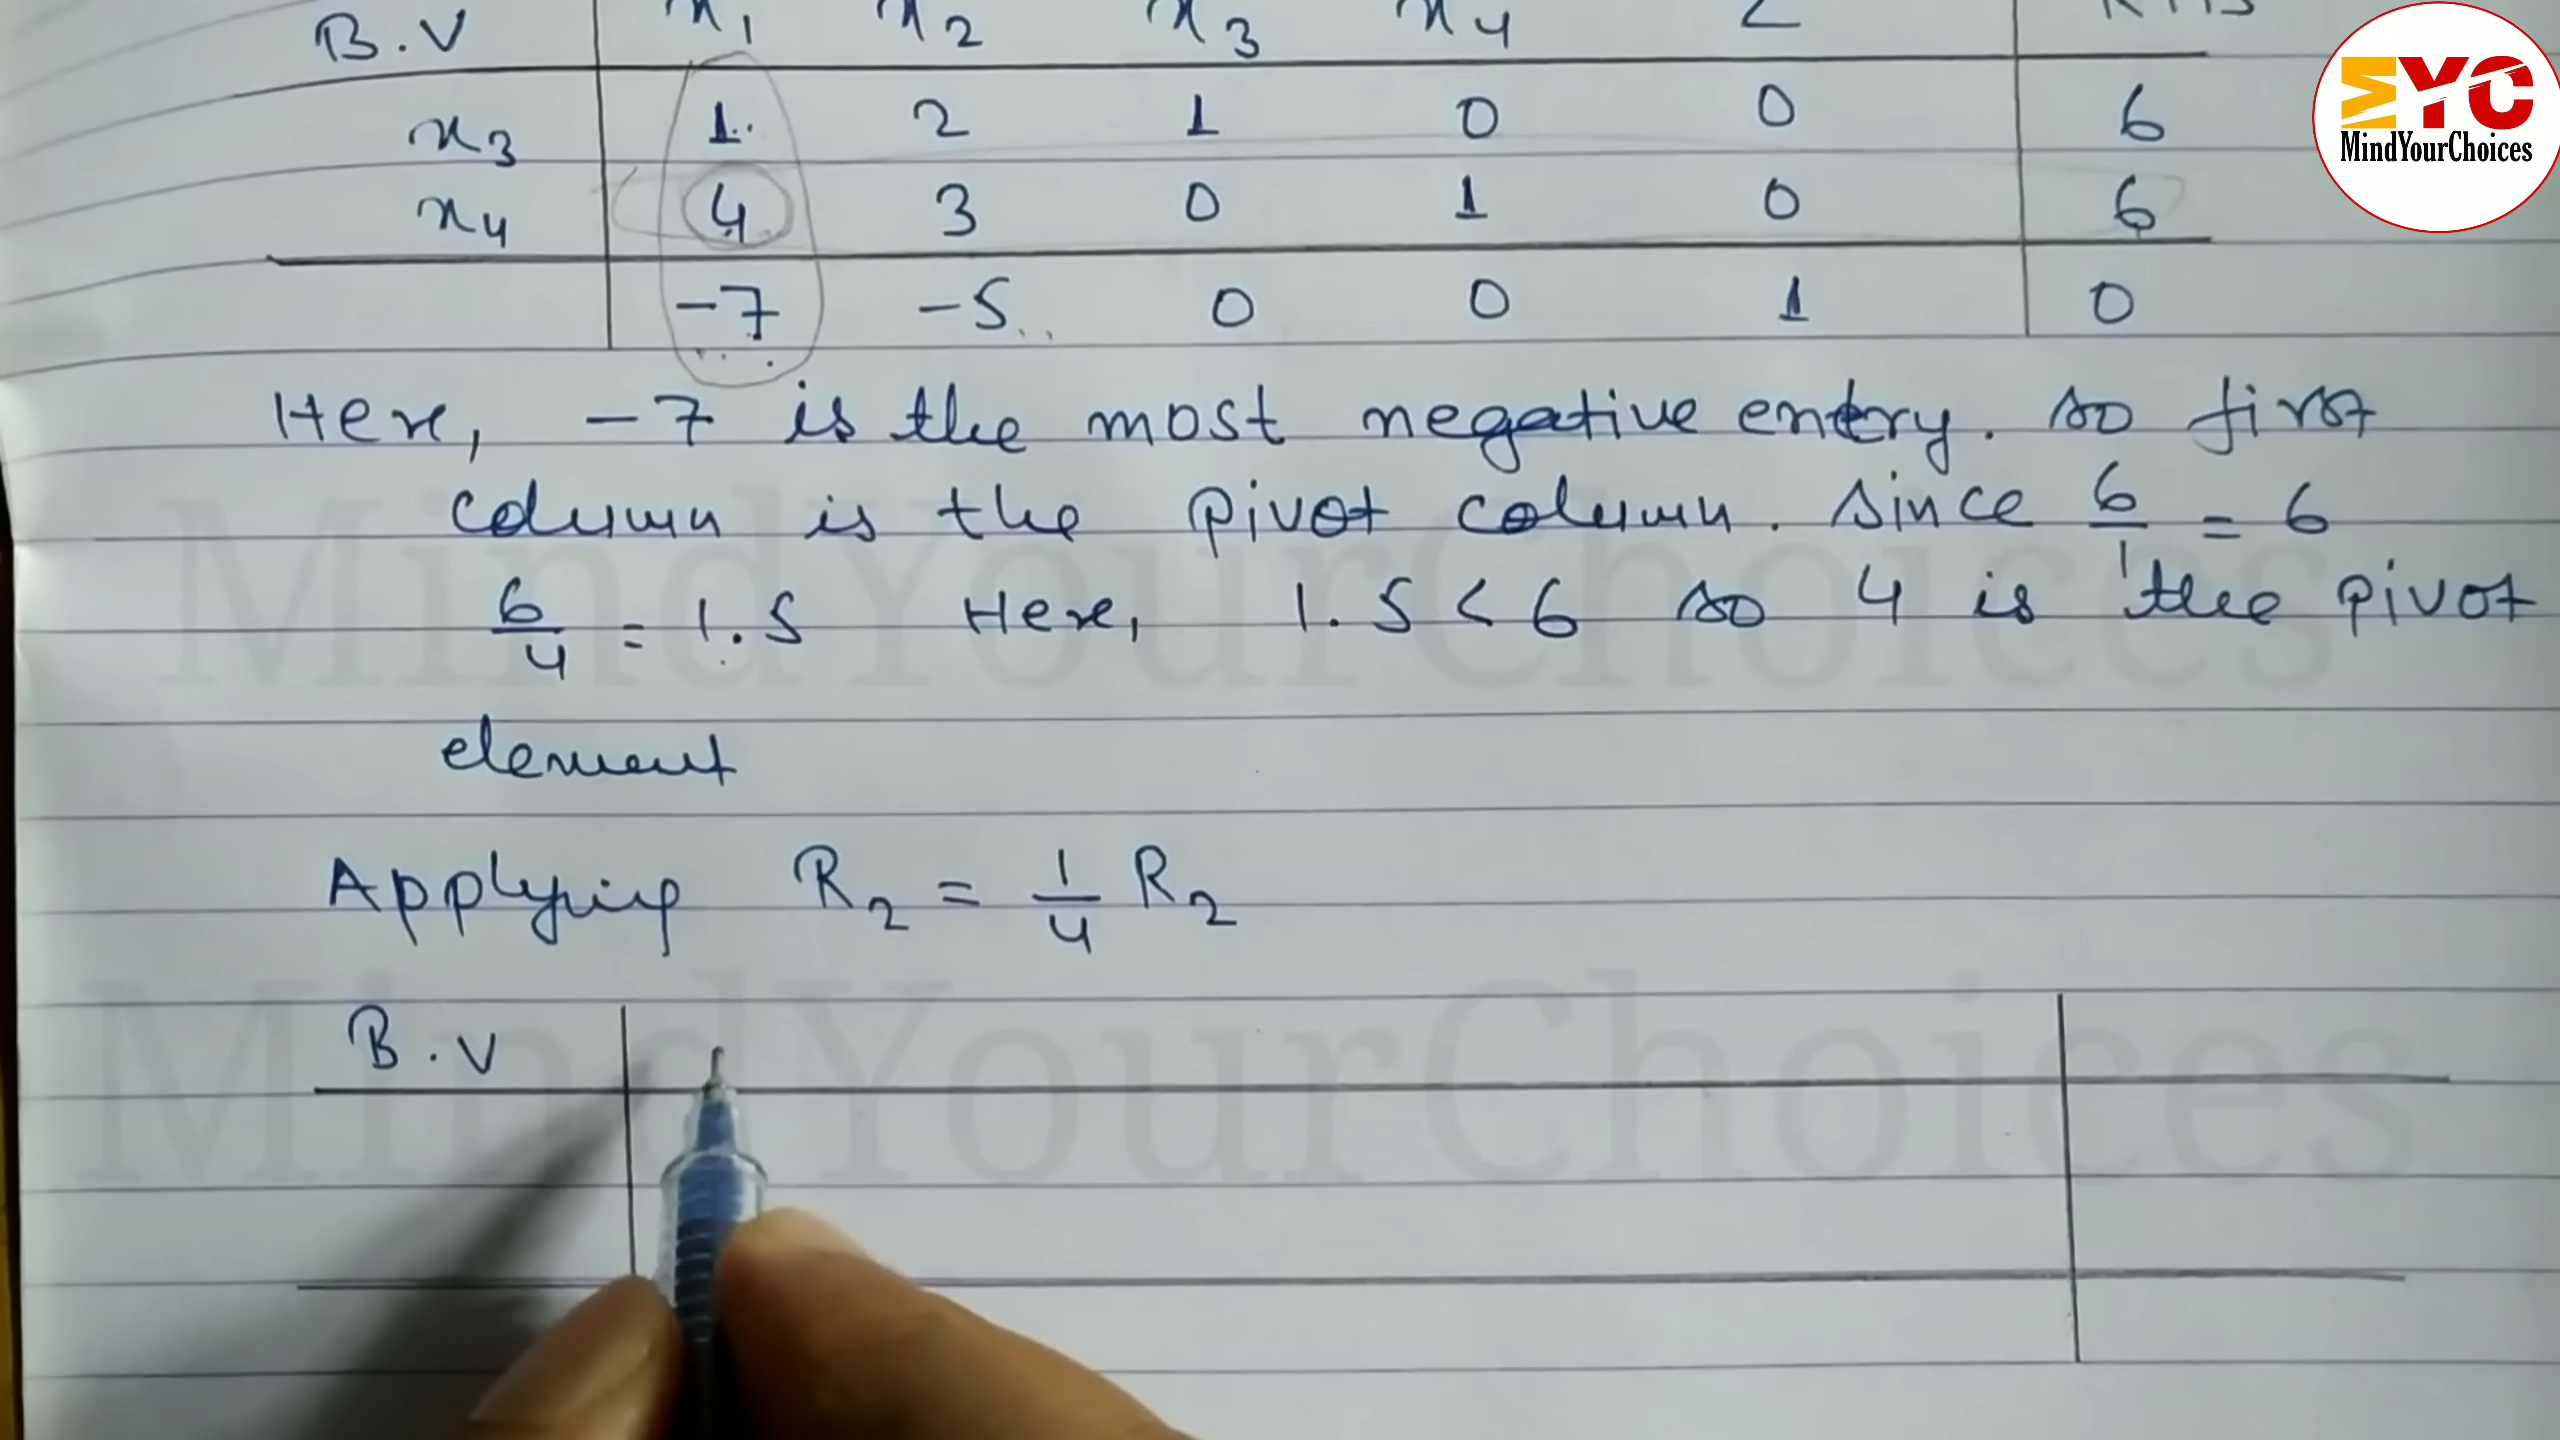 B.V x1 x2 x3 x4 Z RHS
x3 1 2 1 0 0 6
x4 4 3 0 1 0 6
-7 -5 0 0 1 0
Here, -7 is the most negative entry. so first
column is the pivot column. since 6/1 = 6
6/4 = 1.5 Here, 1.5 < 6 so 4 is the pivot
element
Applying R2 = 1/4 R2
B.V
MYC
MindYourChoices
MindYourChoices
MindYourChoices